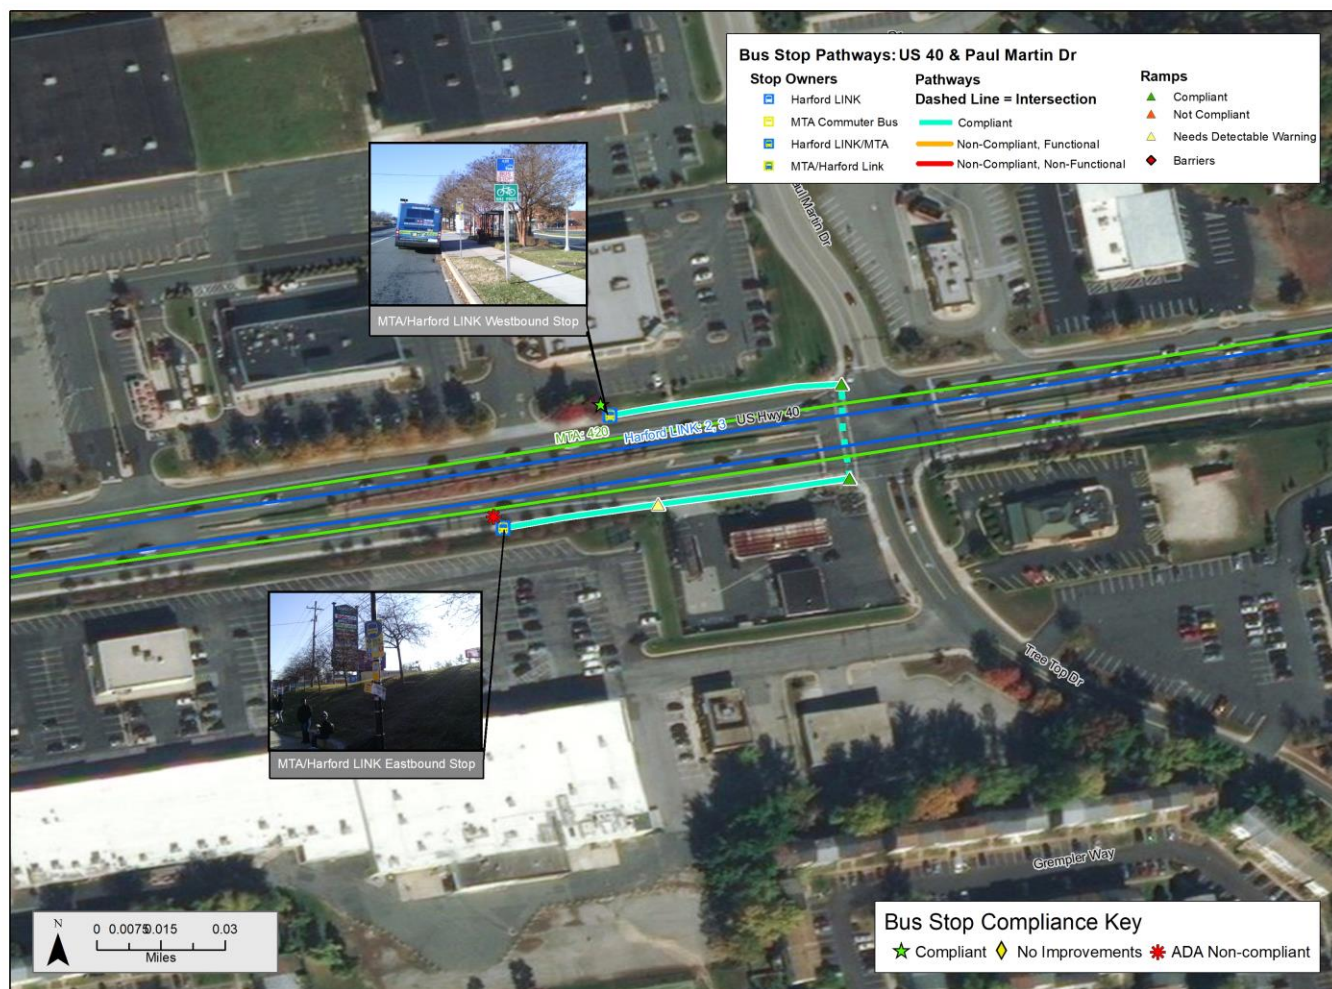 Bus Stop Pathways: US 40 & Paul Martin Dr
Stop Owners
Harford LINK
MTA Commuter Bus
Harford LINK/MTA
MTA/Harford Link
Pathways
Dashed Line = Intersection
Compliant
Non-Compliant, Functional
Non-Compliant, Non-Functional
Ramps
Compliant
Not Compliant
Needs Detectable Warning
Barriers
Paul Martin Dr
MTA/Harford LINK Westbound Stop
MTA: 420
Harford LINK: 2, 3
US Hwy 40
MTA/Harford LINK Eastbound Stop
Tree Top Dr
Grempler Way
N
0 0.0075 0.015 0.03
Miles
Bus Stop Compliance Key
Compliant
No Improvements
ADA Non-compliant